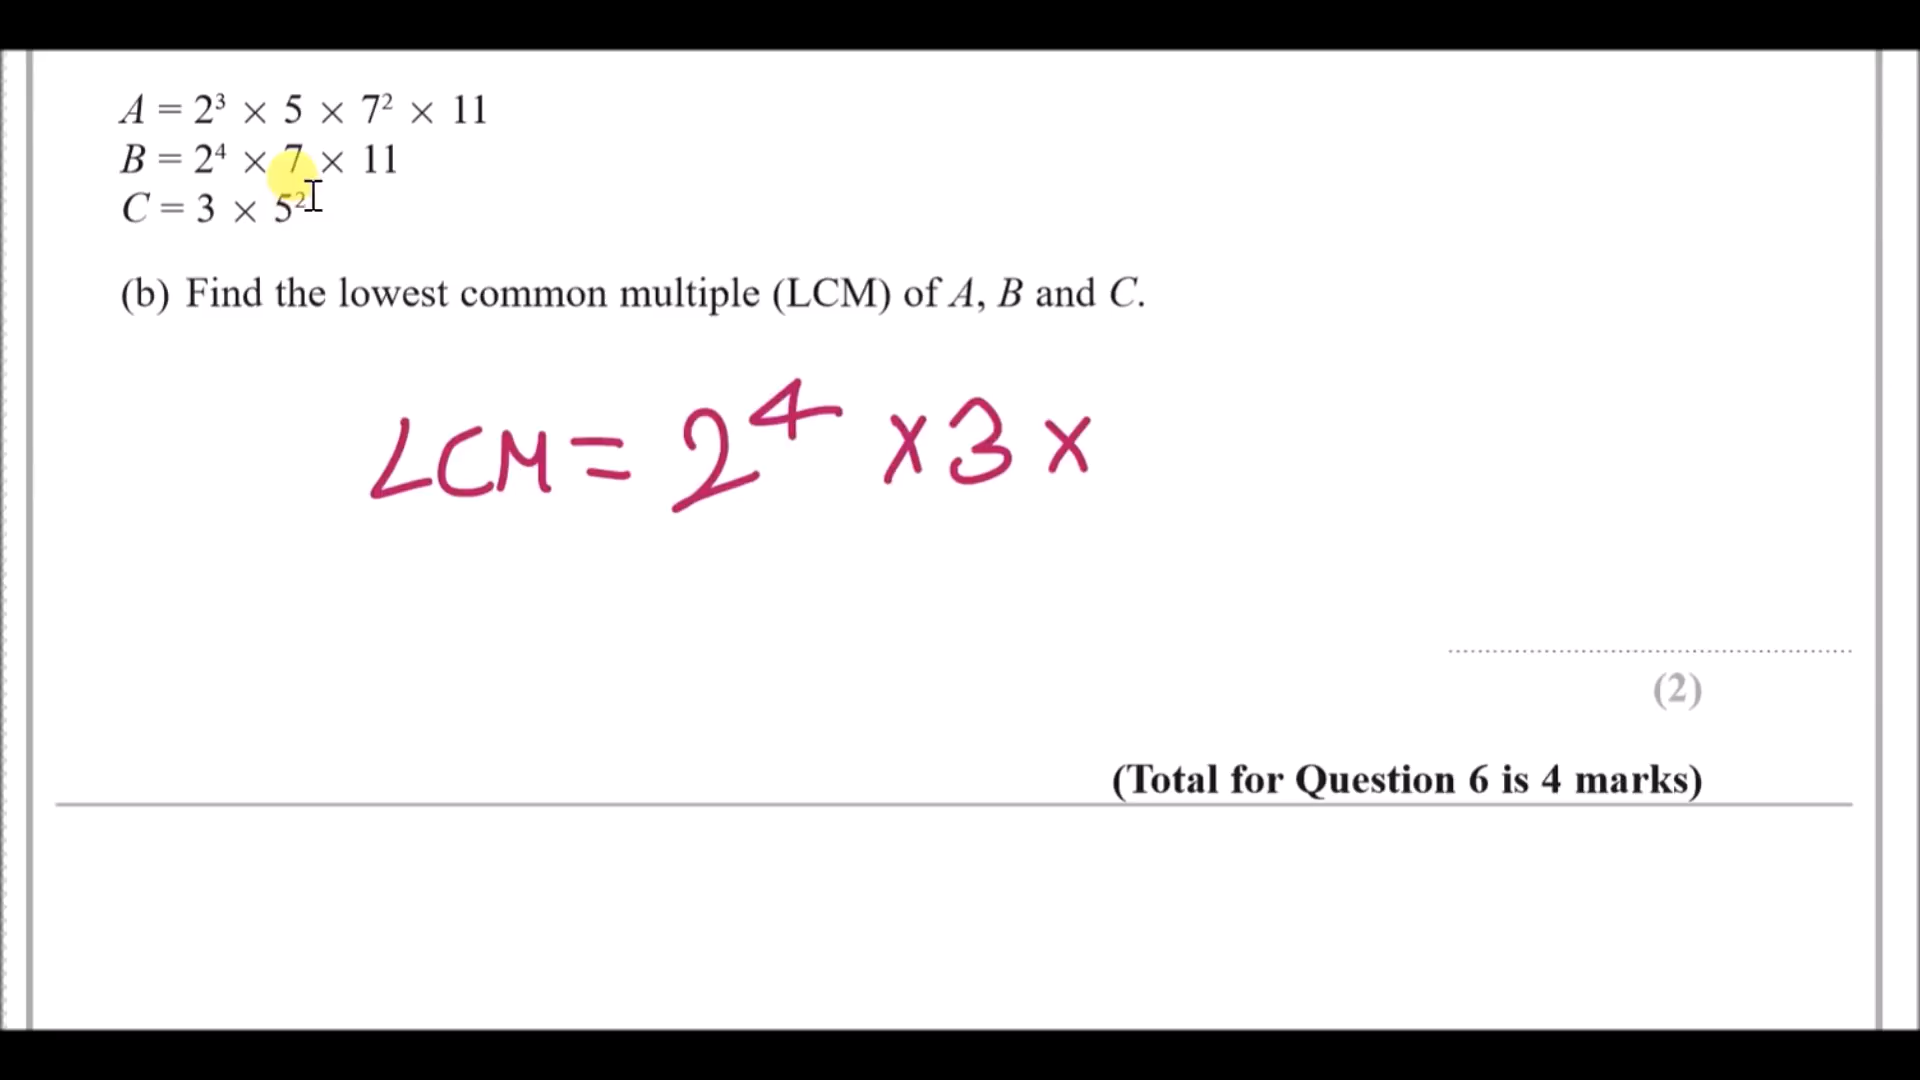 A = 2³ × 5 × 7² × 11
B = 2⁴ × 7 × 11
C = 3 × 5²
(b) Find the lowest common multiple (LCM) of A, B and C.
LCM = 2⁴ × 3 ×
(2)
(Total for Question 6 is 4 marks)